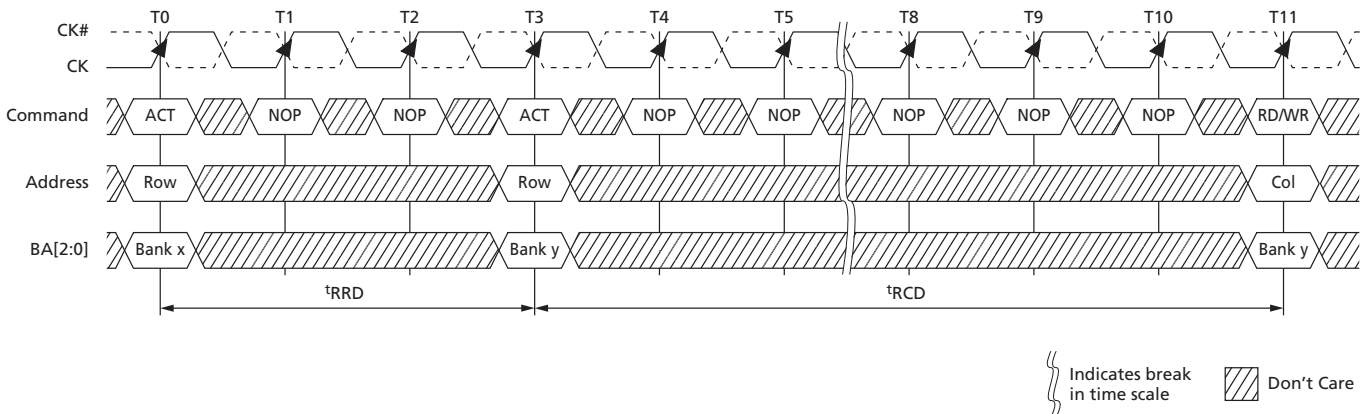 T0 T1 T2 T3 T4 T5 T8 T9 T10 T11
CK#
CK
Command ACT NOP NOP ACT NOP NOP NOP NOP NOP RD/WR
Address Row Row Col
BA[2:0] Bank x Bank y Bank y
tRRD tRCD
Indicates break
in time scale
Don't Care